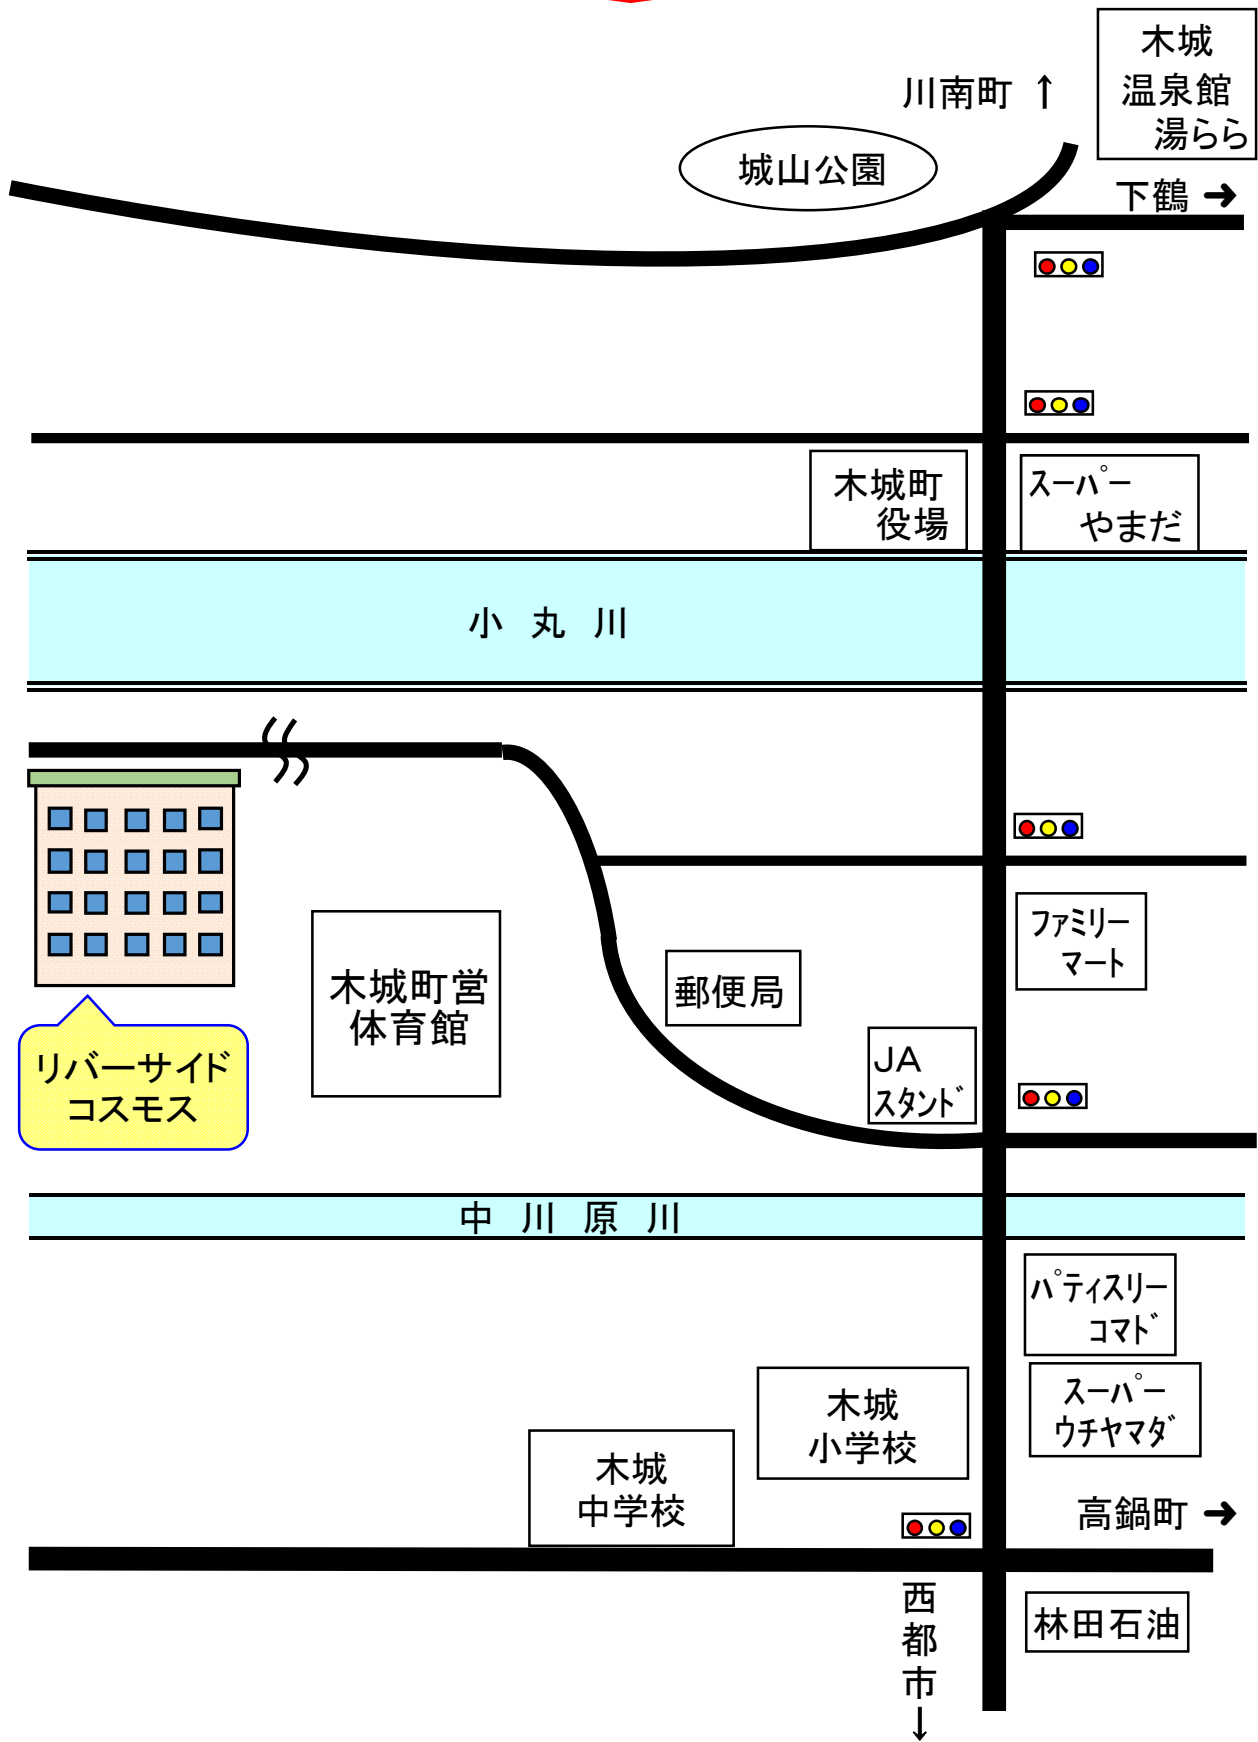 木城
温泉館
湯らら
川南町 ↑
城山公園
下鶴 ➜
木城町
役場
ｽｰﾊﾟｰ
やまだ
小 丸 川
ファミリー
マート
木城町営
体育館
郵便局
JA
ｽﾀﾝﾄﾞ
リバーサイド
コスモス
中 川 原 川
ﾊﾟﾃｨｽﾘｰ
ｺﾏﾄﾞ
ｽｰﾊﾟｰ
ｳﾁﾔﾏﾀﾞ
木城
小学校
木城
中学校
高鍋町 ➜
西
都
市
↓
林田石油